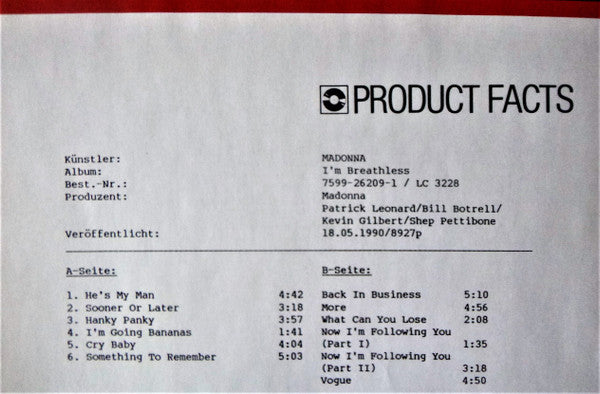 PRODUCT FACTS
Künstler: MADONNA
Album: I'm Breathless
Best.-Nr.: 7599-26209-1 / LC 3228
Produzent: Madonna
Patrick Leonard/Bill Botrell/
Kevin Gilbert/Shep Pettibone
Veröffentlicht: 18.05.1990/8927p
A-Seite:
1. He's My Man 4:42
2. Sooner Or Later 3:18
3. Hanky Panky 3:57
4. I'm Going Bananas 1:41
5. Cry Baby 4:04
6. Something To Remember 5:03
B-Seite:
Back In Business 5:10
More 4:56
What Can You Lose 2:08
Now I'm Following You
(Part I) 1:35
Now I'm Following You
(Part II) 3:18
Vogue 4:50